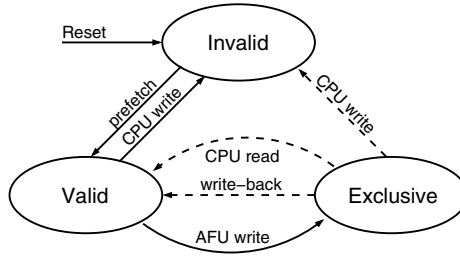 Reset
Invalid
prefetch
CPU write
CPU write
CPU read
write-back
Valid
Exclusive
AFU write